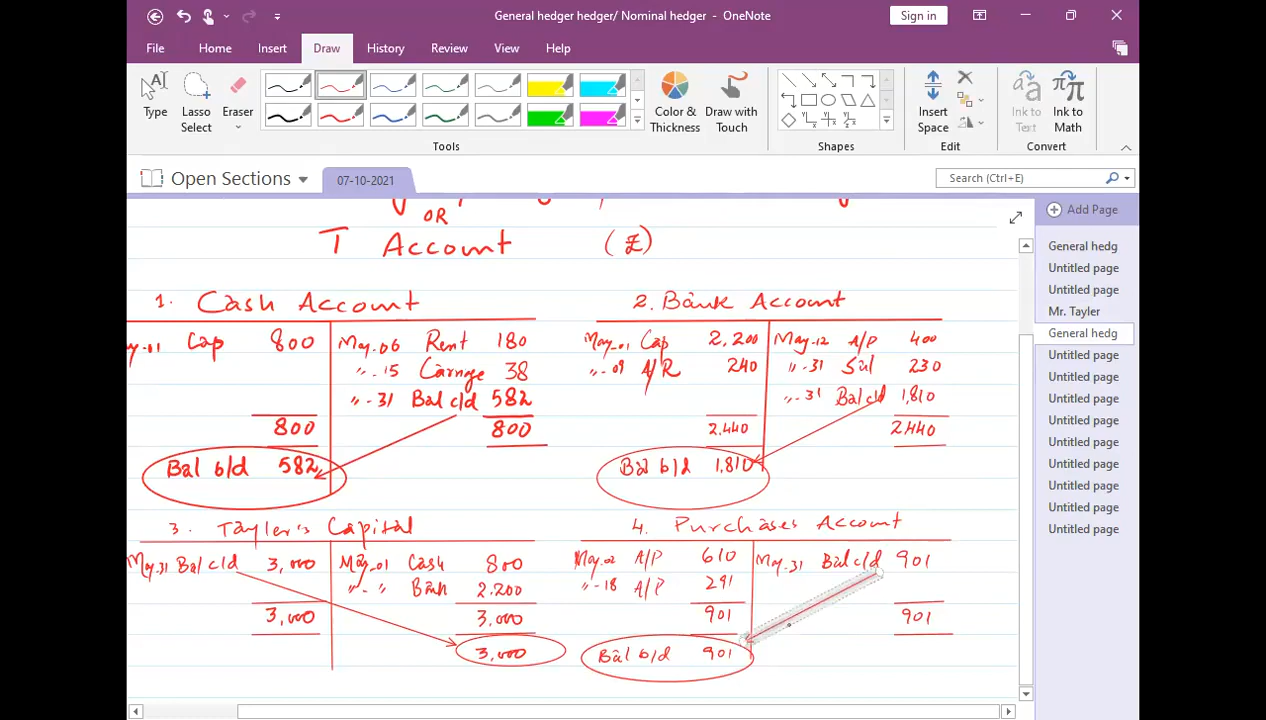 General hedger hedger/ Nominal hedger - OneNote
Sign in
File Home Insert Draw History Review View Help
Type
Lasso Select
Eraser
Color & Thickness
Draw with Touch
Insert Space
Ink to Text
Ink to Math
Tools Shapes Edit Convert
Open Sections
07-10-2021
Search (Ctrl+E)
Add Page
General hedg
Untitled page
Untitled page
Mr. Tayler
General hedg
Untitled page
Untitled page
Untitled page
Untitled page
Untitled page
Untitled page
Untitled page
Untitled page
Untitled page
OR
T Account (£)
1. Cash Account
ay-01 Cap 800 May-06 Rent 180
"-15 Carnage 38
"-31 Bal c/d 582
800 800
Bal b/d 582
2. Bank Account
May-01 Cap 2,200 May-12 A/P 400
"-09 A/R 240 "-31 Sal 230
"-31 Bal c/d 1,810
2,440 2,440
Bal b/d 1,810
3. Tayler's Capital
May-31 Bal c/d 3,000 May-01 Cash 800
"- " Bank 2,200
3,000 3,000
3,000
4. Purchases Account
May-02 A/P 610 May-31 Bal c/d 901
"-18 A/P 291
901 901
Bal b/d 901